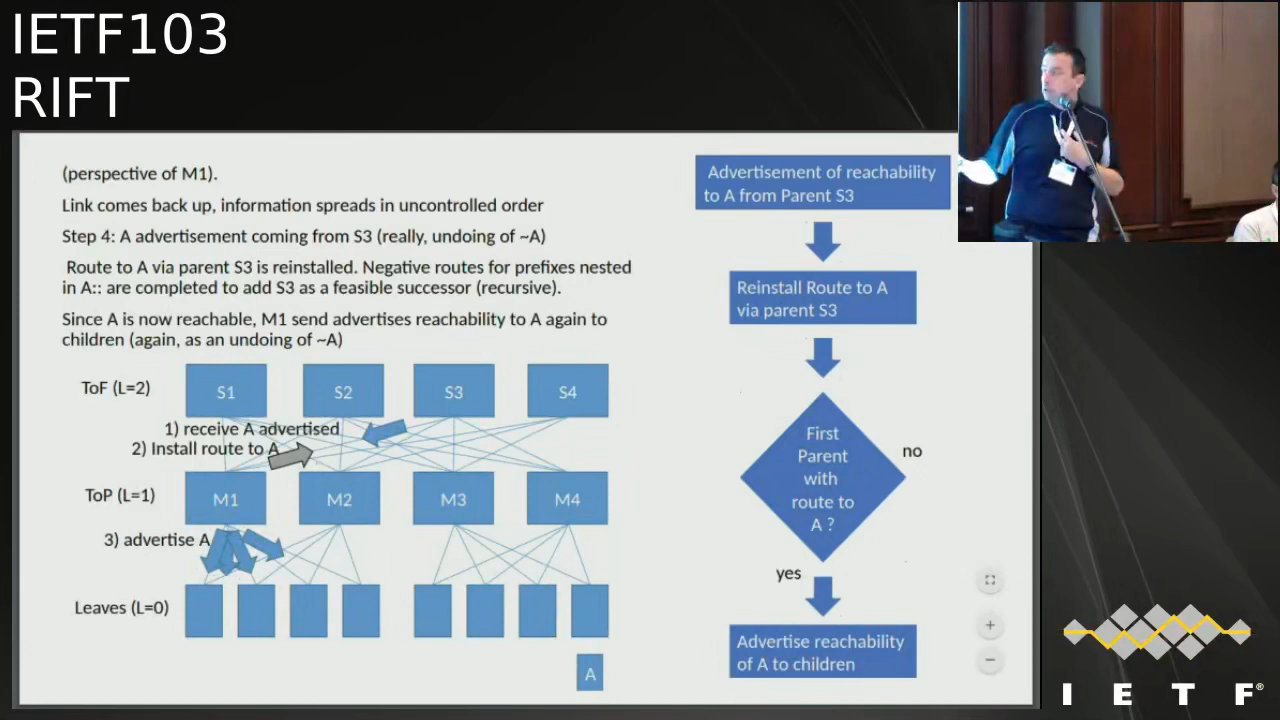 IETF103
RIFT
(perspective of M1).
Link comes back up, information spreads in uncontrolled order
Step 4: A advertisement coming from S3 (really, undoing of ~A)
Route to A via parent S3 is reinstalled. Negative routes for prefixes nested
in A:: are completed to add S3 as a feasible successor (recursive).
Since A is now reachable, M1 send advertises reachability to A again to
children (again, as an undoing of ~A)
ToF (L=2)
S1
S2
S3
S4
1) receive A advertised
2) Install route to A
ToP (L=1)
M1
M2
M3
M4
3) advertise A
Leaves (L=0)
A
Advertisement of reachability
to A from Parent S3
Reinstall Route to A
via parent S3
First
Parent
with
route to
A ?
no
yes
Advertise reachability
of A to children
+
−
I E T F®